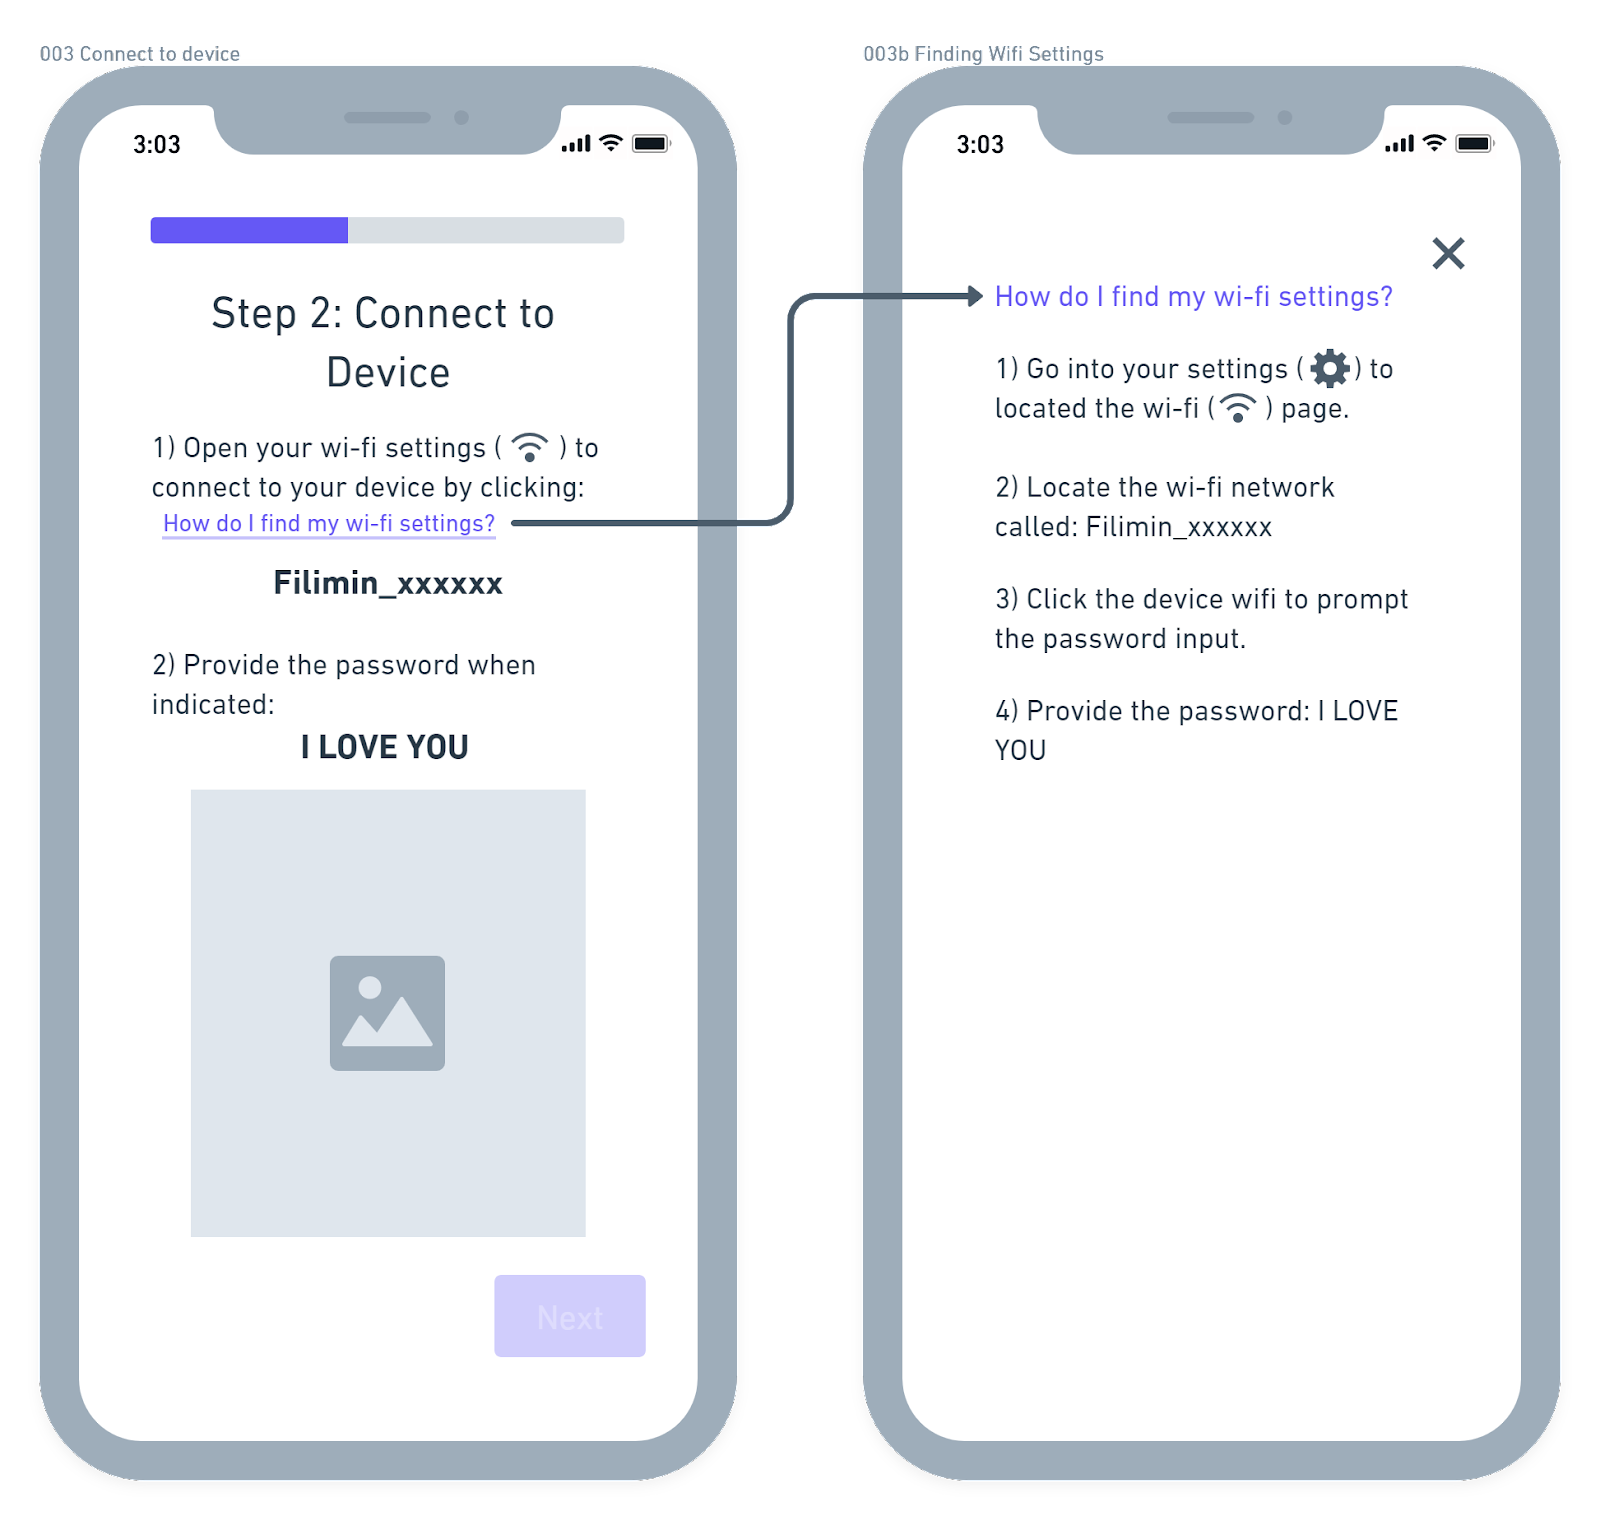 003 Connect to device
3:03
Step 2: Connect to
Device
1) Open your wi-fi settings ( ) to
connect to your device by clicking:
How do I find my wi-fi settings?
Filimin_xxxxxx
2) Provide the password when
indicated:
I LOVE YOU
Next
003b Finding Wifi Settings
3:03
How do I find my wi-fi settings?
1) Go into your settings ( ) to
located the wi-fi ( ) page.
2) Locate the wi-fi network
called: Filimin_xxxxxx
3) Click the device wifi to prompt
the password input.
4) Provide the password: I LOVE
YOU